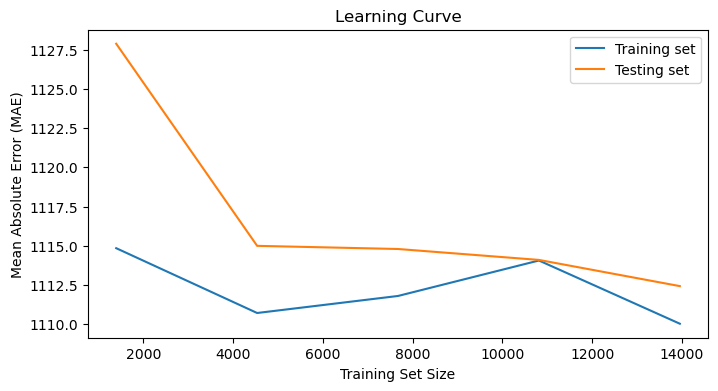 Learning Curve
Training set
Testing set
Mean Absolute Error (MAE)
1127.5
1125.0
1122.5
1120.0
1117.5
1115.0
1112.5
1110.0
2000 4000 6000 8000 10000 12000 14000
Training Set Size